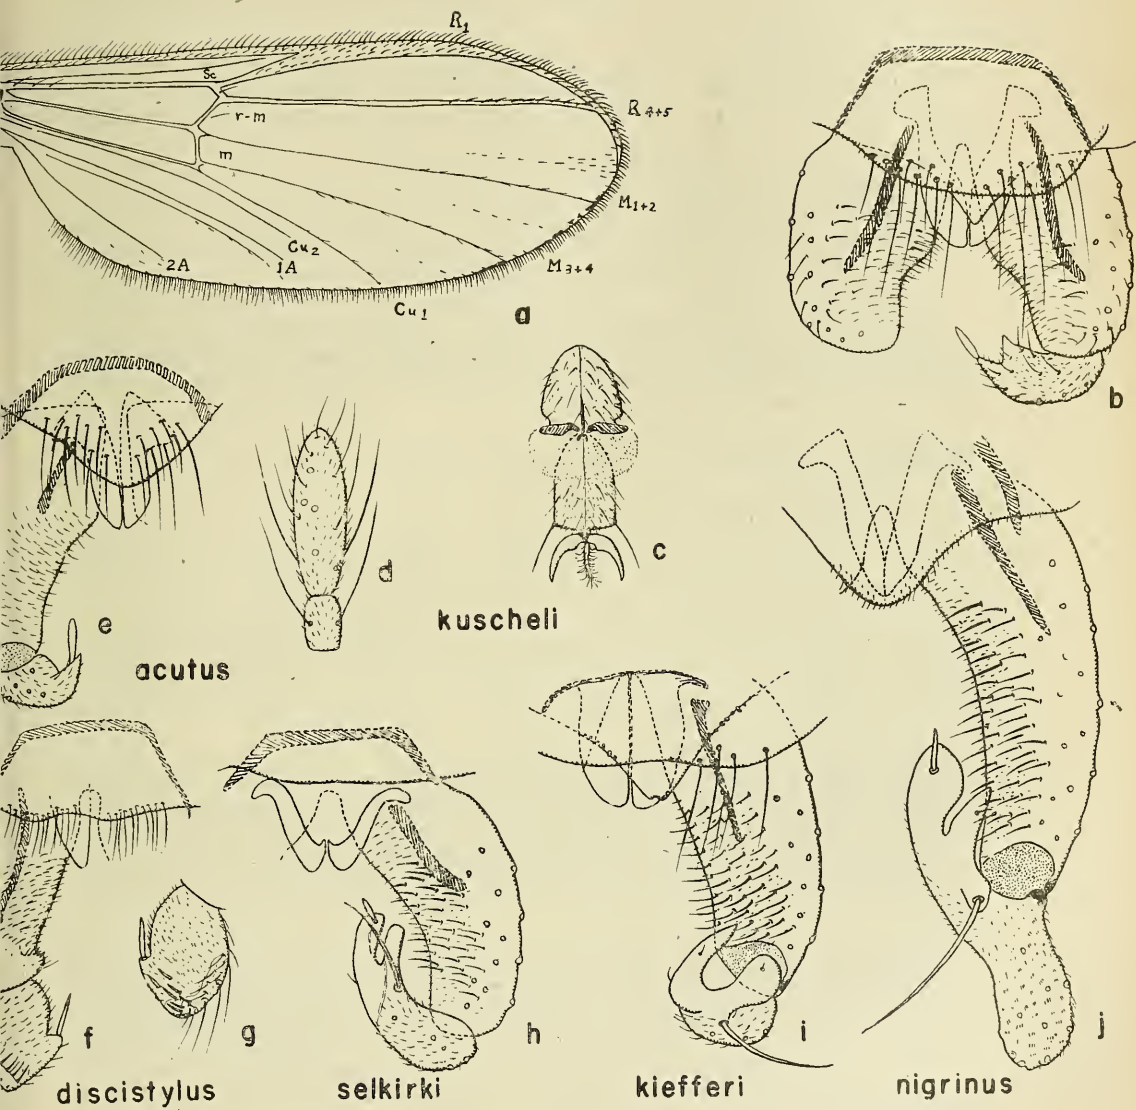 R1
Sc
R4+5
r-m
m
M1+2
Cu2
2A
1A
M3+4
Cu1
a
b
c
d
e
kuscheli
acutus
f
g
h
i
j
discistylus
selkirki
kiefferi
nigrinus